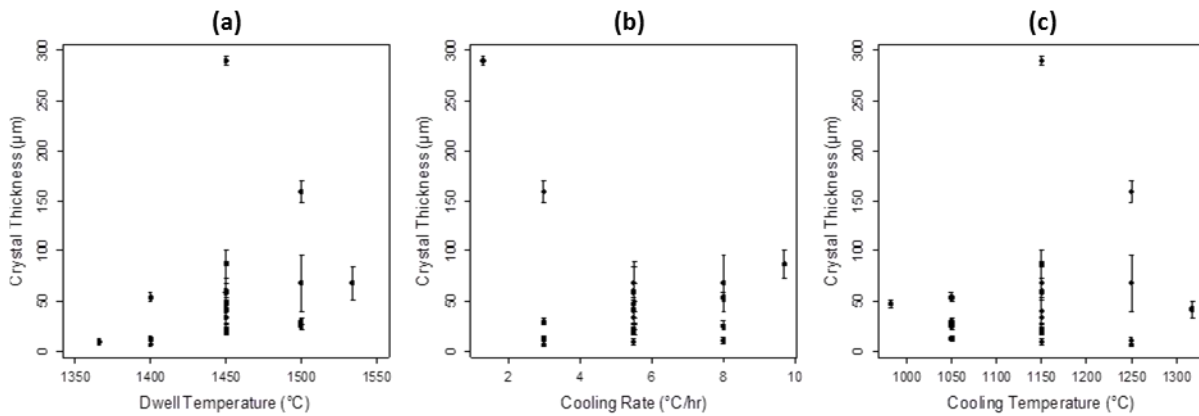 (a) (b) (c)
Crystal Thickness (µm)
300
250
200
150
100
50
0
1350 1400 1450 1500 1550
Dwell Temperature (°C)
Crystal Thickness (µm)
300
250
200
150
100
50
0
2 4 6 8 10
Cooling Rate (°C/hr)
Crystal Thickness (µm)
300
250
200
150
100
50
0
1000 1050 1100 1150 1200 1250 1300
Cooling Temperature (°C)